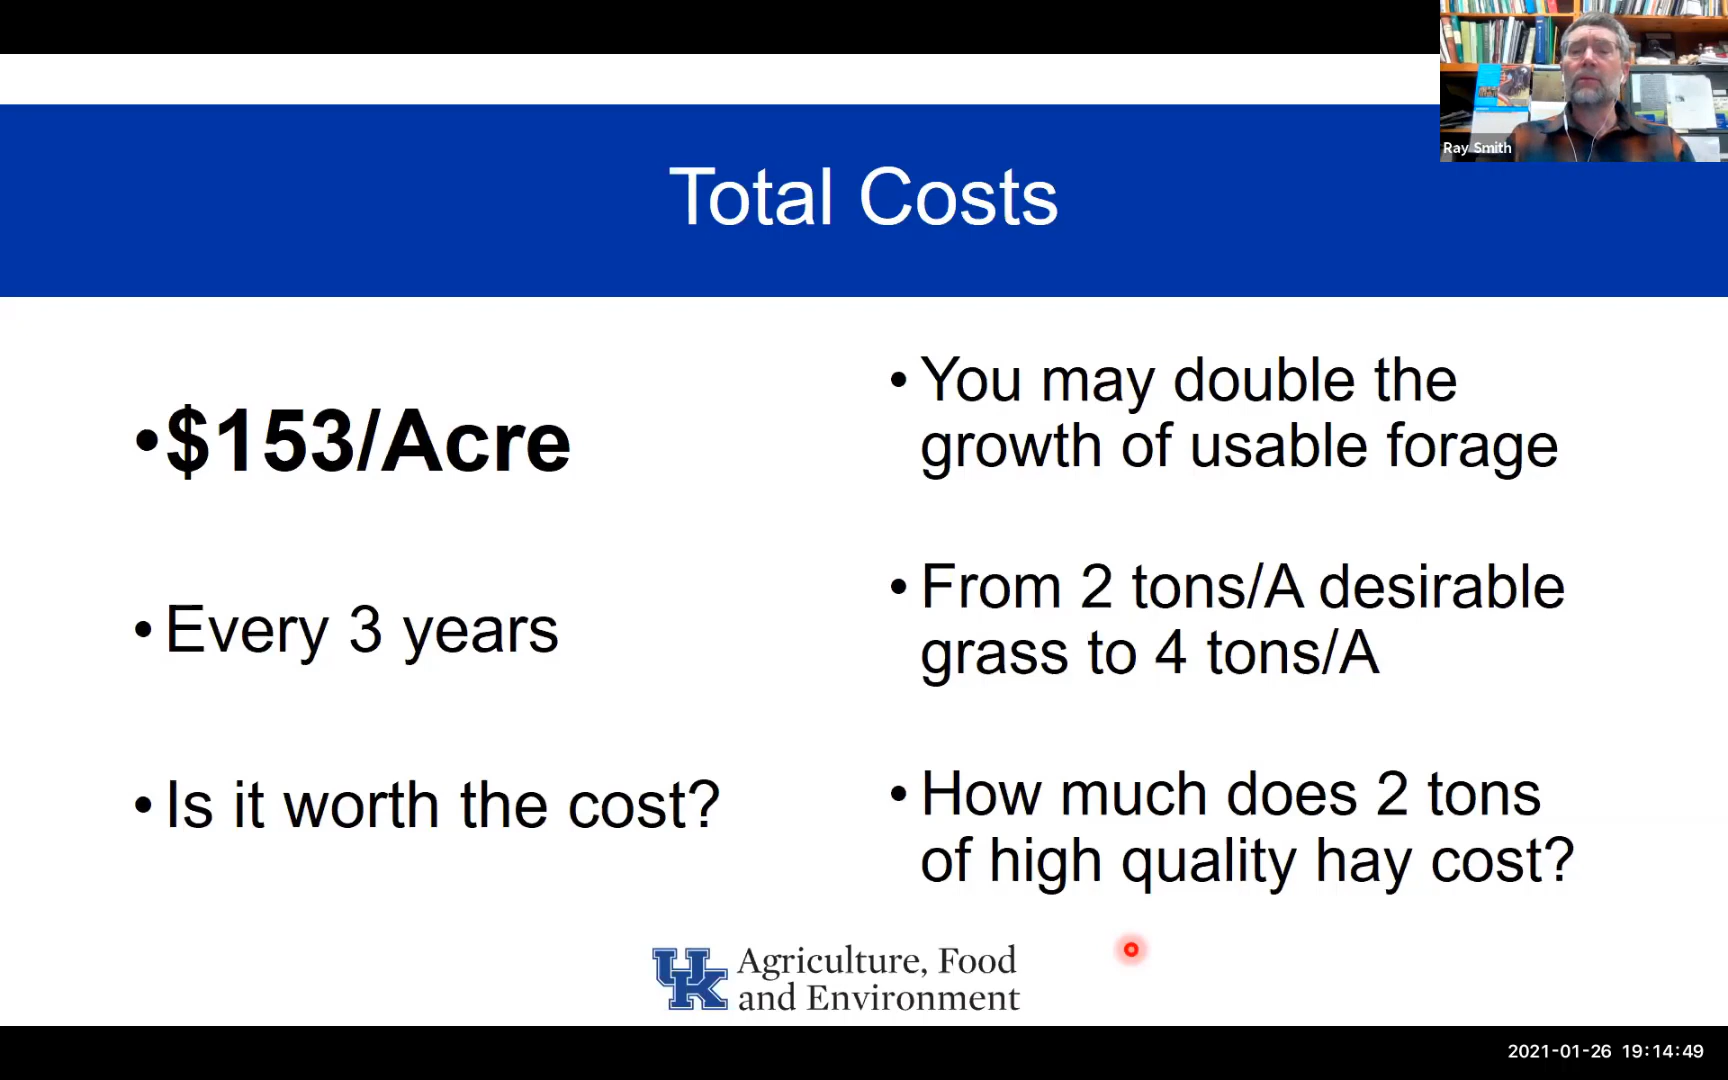 Ray Smith
Total Costs
•$153/Acre
•Every 3 years
•Is it worth the cost?
•You may double the
growth of usable forage
•From 2 tons/A desirable
grass to 4 tons/A
•How much does 2 tons
of high quality hay cost?
UK Agriculture, Food
and Environment
2021-01-26 19:14:49